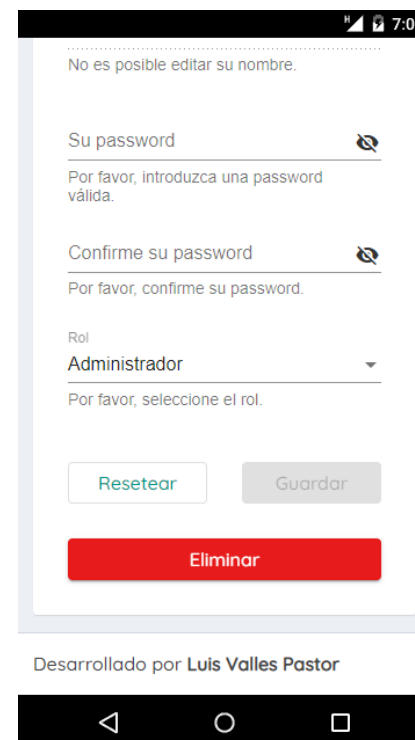 H 7:0
No es posible editar su nombre.
Su password
Por favor, introduzca una password
válida.
Confirme su password
Por favor, confirme su password.
Rol
Administrador
Por favor, seleccione el rol.
Resetear Guardar
Eliminar
Desarrollado por Luis Valles Pastor